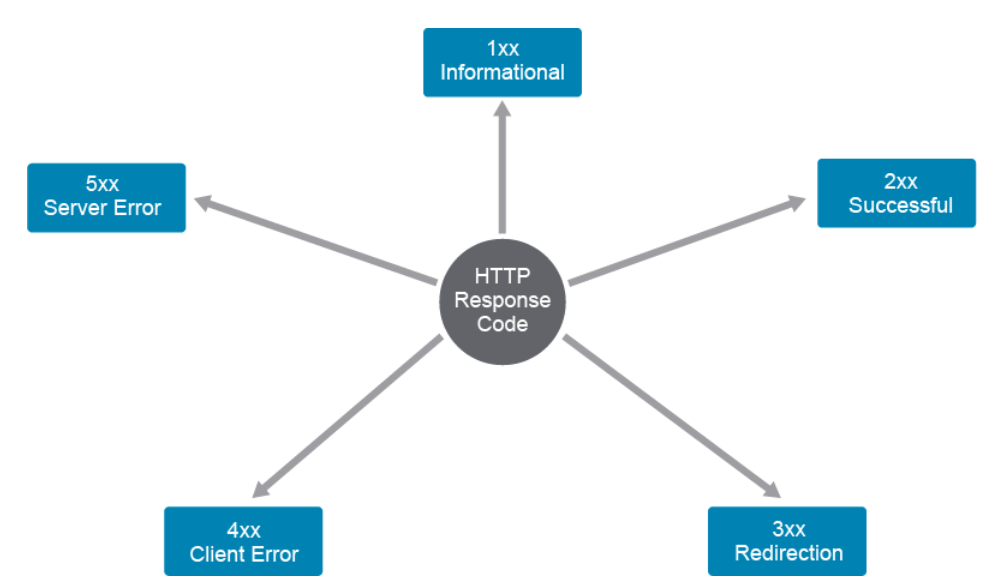 1xx
Informational
5xx
Server Error
2xx
Successful
HTTP
Response
Code
4xx
Client Error
3xx
Redirection